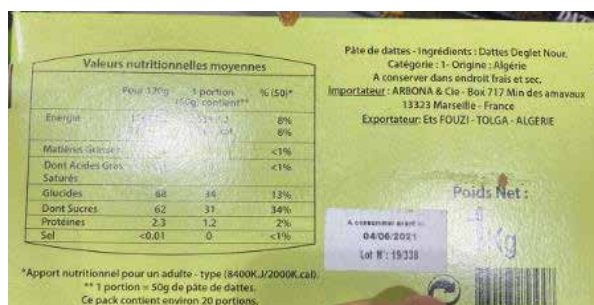 Valeurs nutritionnelles moyennes
Pour 1 portion % (50)*
(50g) contient**
Energie 8%
8%
Matières Grasses <1%
Dont Acides Gras <1%
Saturés
Glucides 68 34 13%
Dont Sucres 62 31 34%
Protéines 2.3 1.2 2%
Sel <0.01 0 <1%
*Apport nutritionnel pour un adulte - type (8400KJ/2000K.cal).
** 1 portion = 50g de pâte de dattes.
Ce pack contient environ 20 portions.
Pâte de dattes - Ingrédients : Dattes Deglet Nour.
Catégorie : 1- Origine : Algérie
A conserver dans endroit frais et sec.
Importateur : ARBONA & Cie - Box 717 Min des arnavaux
13323 Marseille - France
Exportateur: Ets FOUZI - TOLGA - ALGERIE
Poids Net :
Kg
A consommer avant le
04/06/2021
Lot N°: 19/338